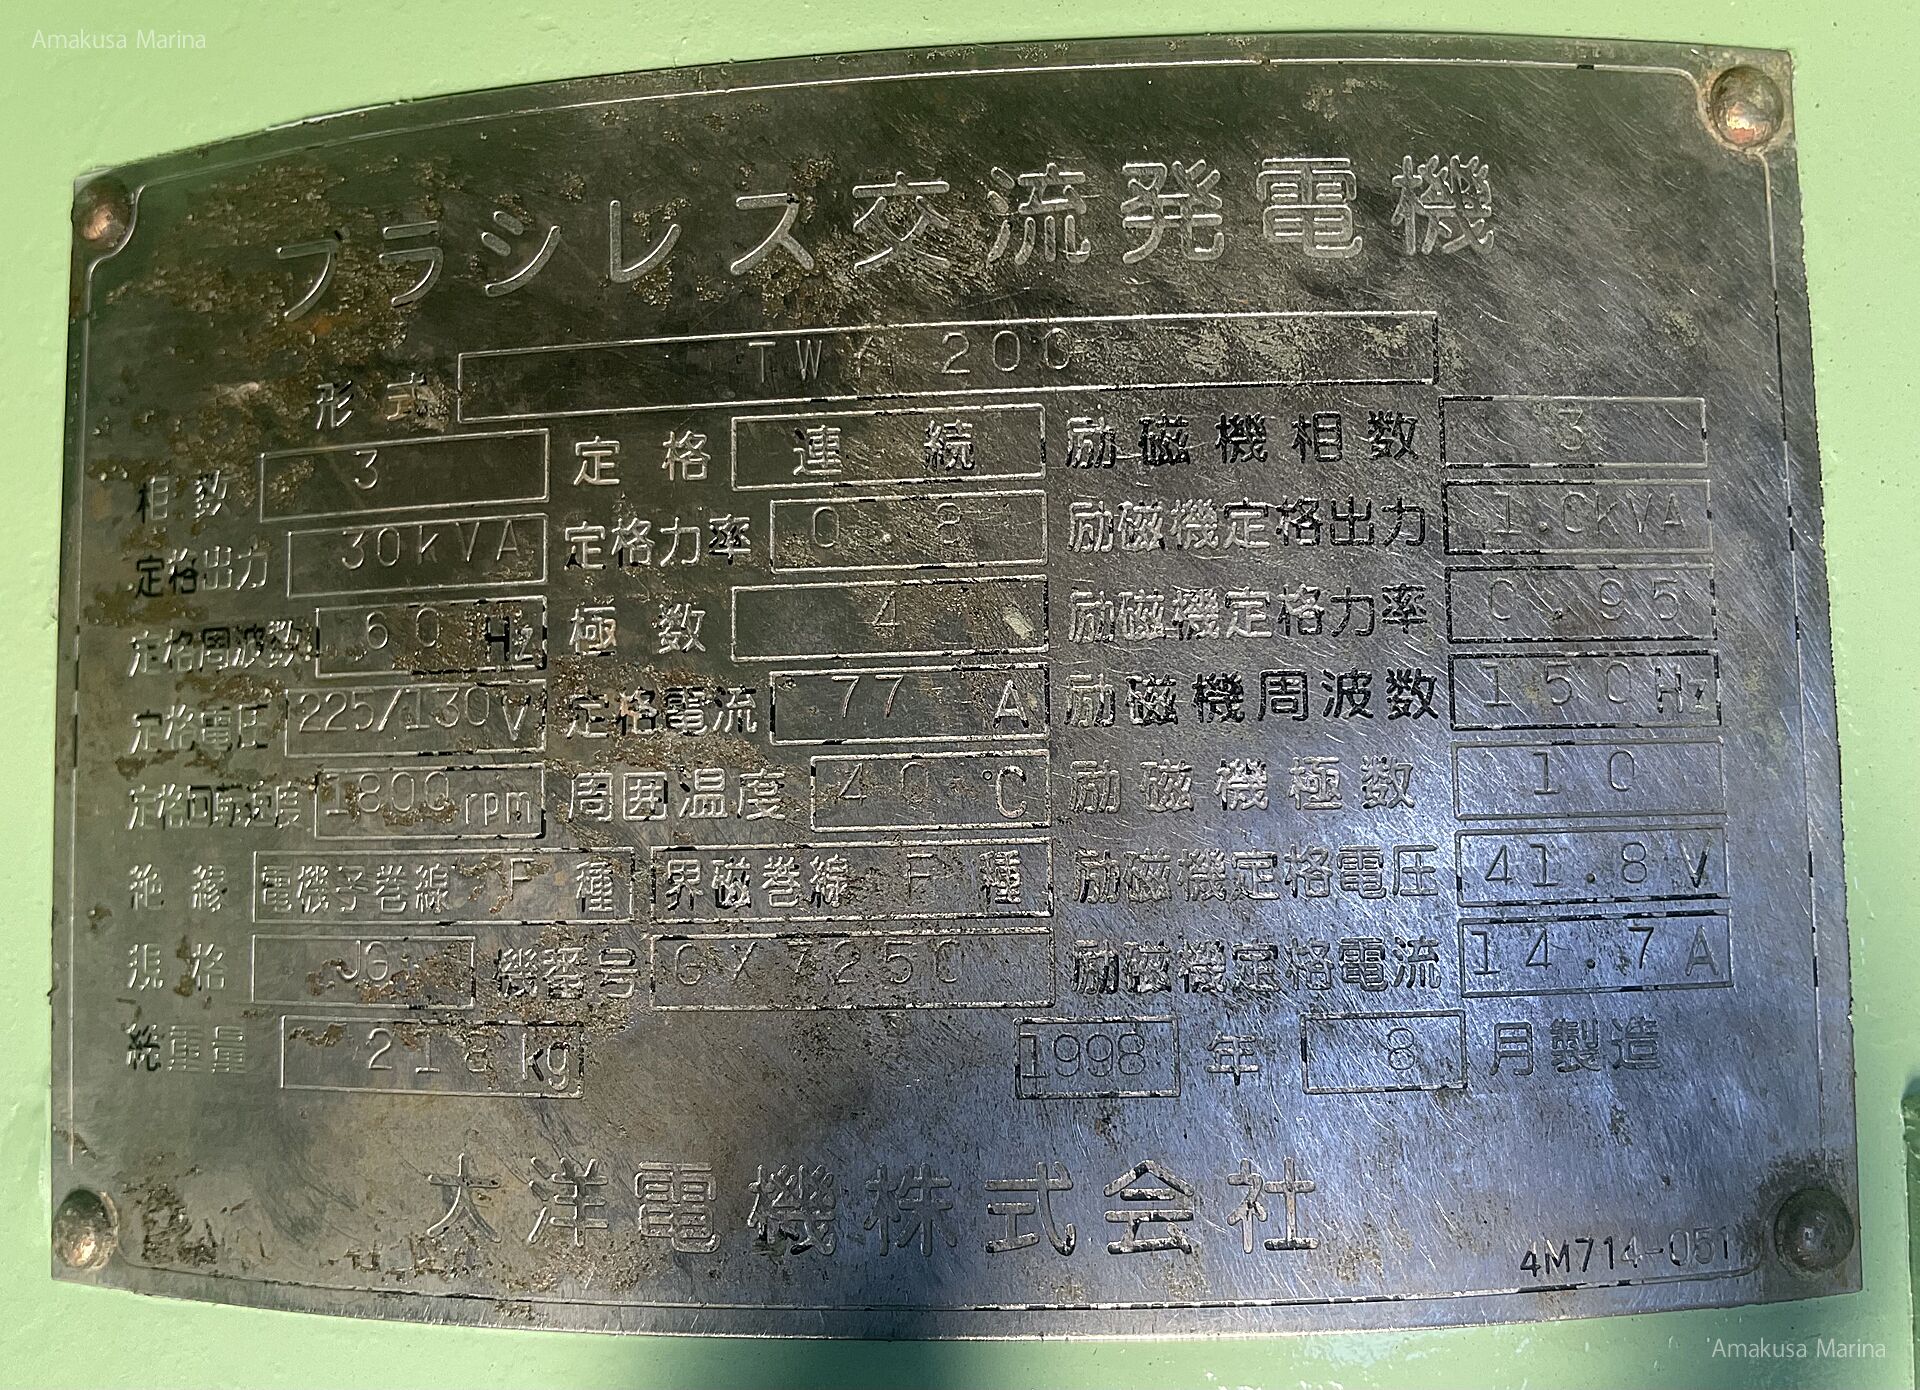 Amakusa Marina
ブラシレス交流発電機
形式 TWY 200
相数 3 定格 連続 励磁機相数 3
定格出力 30kVA 定格力率 0.8 励磁機定格出力 1.0kVA
定格周波数 60 Hz 極数 4 励磁機定格力率 0.95
定格電圧 225/130V 定格電流 77 A 励磁機周波数 150Hz
定格回転速度 1800rpm 周囲温度 40 ℃ 励磁機極数 10
絶縁 電機子巻線 F 種 界磁巻線 F 種 励磁機定格電圧 41.8V
規格 JG 機番号 GX7250 励磁機定格電流 14.7A
総重量 218kg 1998 年 8 月製造
大洋電機株式会社
4M714-051
Amakusa Marina